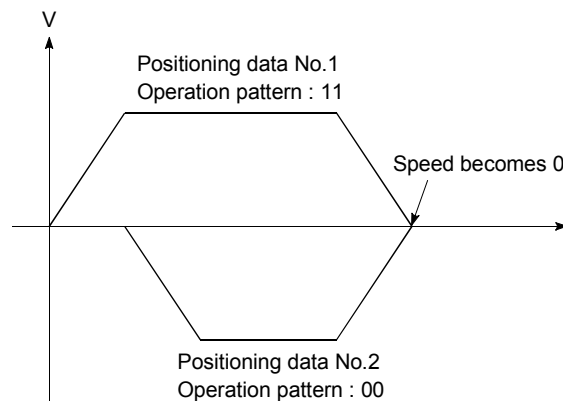 V
Positioning data No.1
Operation pattern : 11
Speed becomes 0
Positioning data No.2
Operation pattern : 00